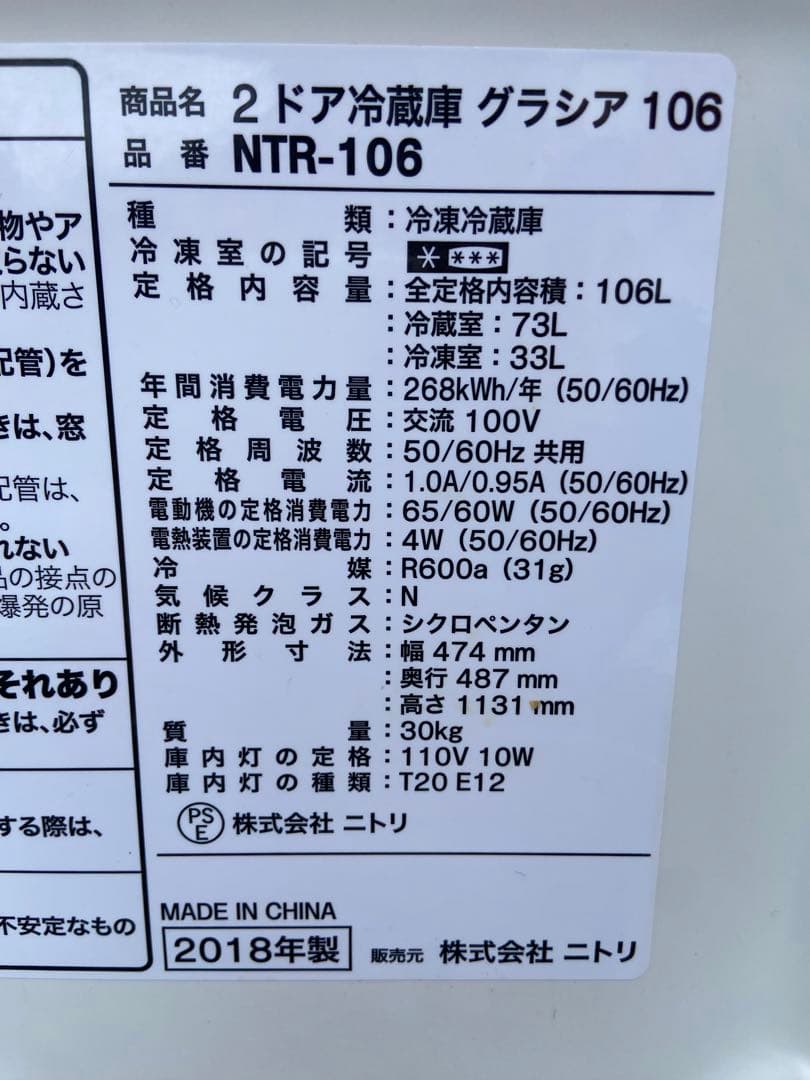 商品名 2ドア冷蔵庫 グラシア 106
品番 NTR-106
種類：冷凍冷蔵庫
冷凍室の記号 * ***
定格内容量：全定格内容積：106L
：冷蔵室：73L
：冷凍室：33L
年間消費電力量：268kWh/年（50/60Hz）
定格電圧：交流 100V
定格周波数：50/60Hz 共用
定格電流：1.0A/0.95A（50/60Hz）
電動機の定格消費電力：65/60W（50/60Hz）
電熱装置の定格消費電力：4W（50/60Hz）
冷媒：R600a（31g）
気候クラス：N
断熱発泡ガス：シクロペンタン
外形寸法：幅 474 mm
：奥行 487 mm
：高さ 1131 mm
質量：30kg
庫内灯の定格：110V 10W
庫内灯の種類：T20 E12
PSE 株式会社 ニトリ
MADE IN CHINA
2018年製 販売元 株式会社 ニトリ
物やア
らない
内蔵さ
配管)を
きは、窓
配管は、
。
れない
品の接点の
爆発の原
それあり
きは、必ず
する際は、
不安定なもの